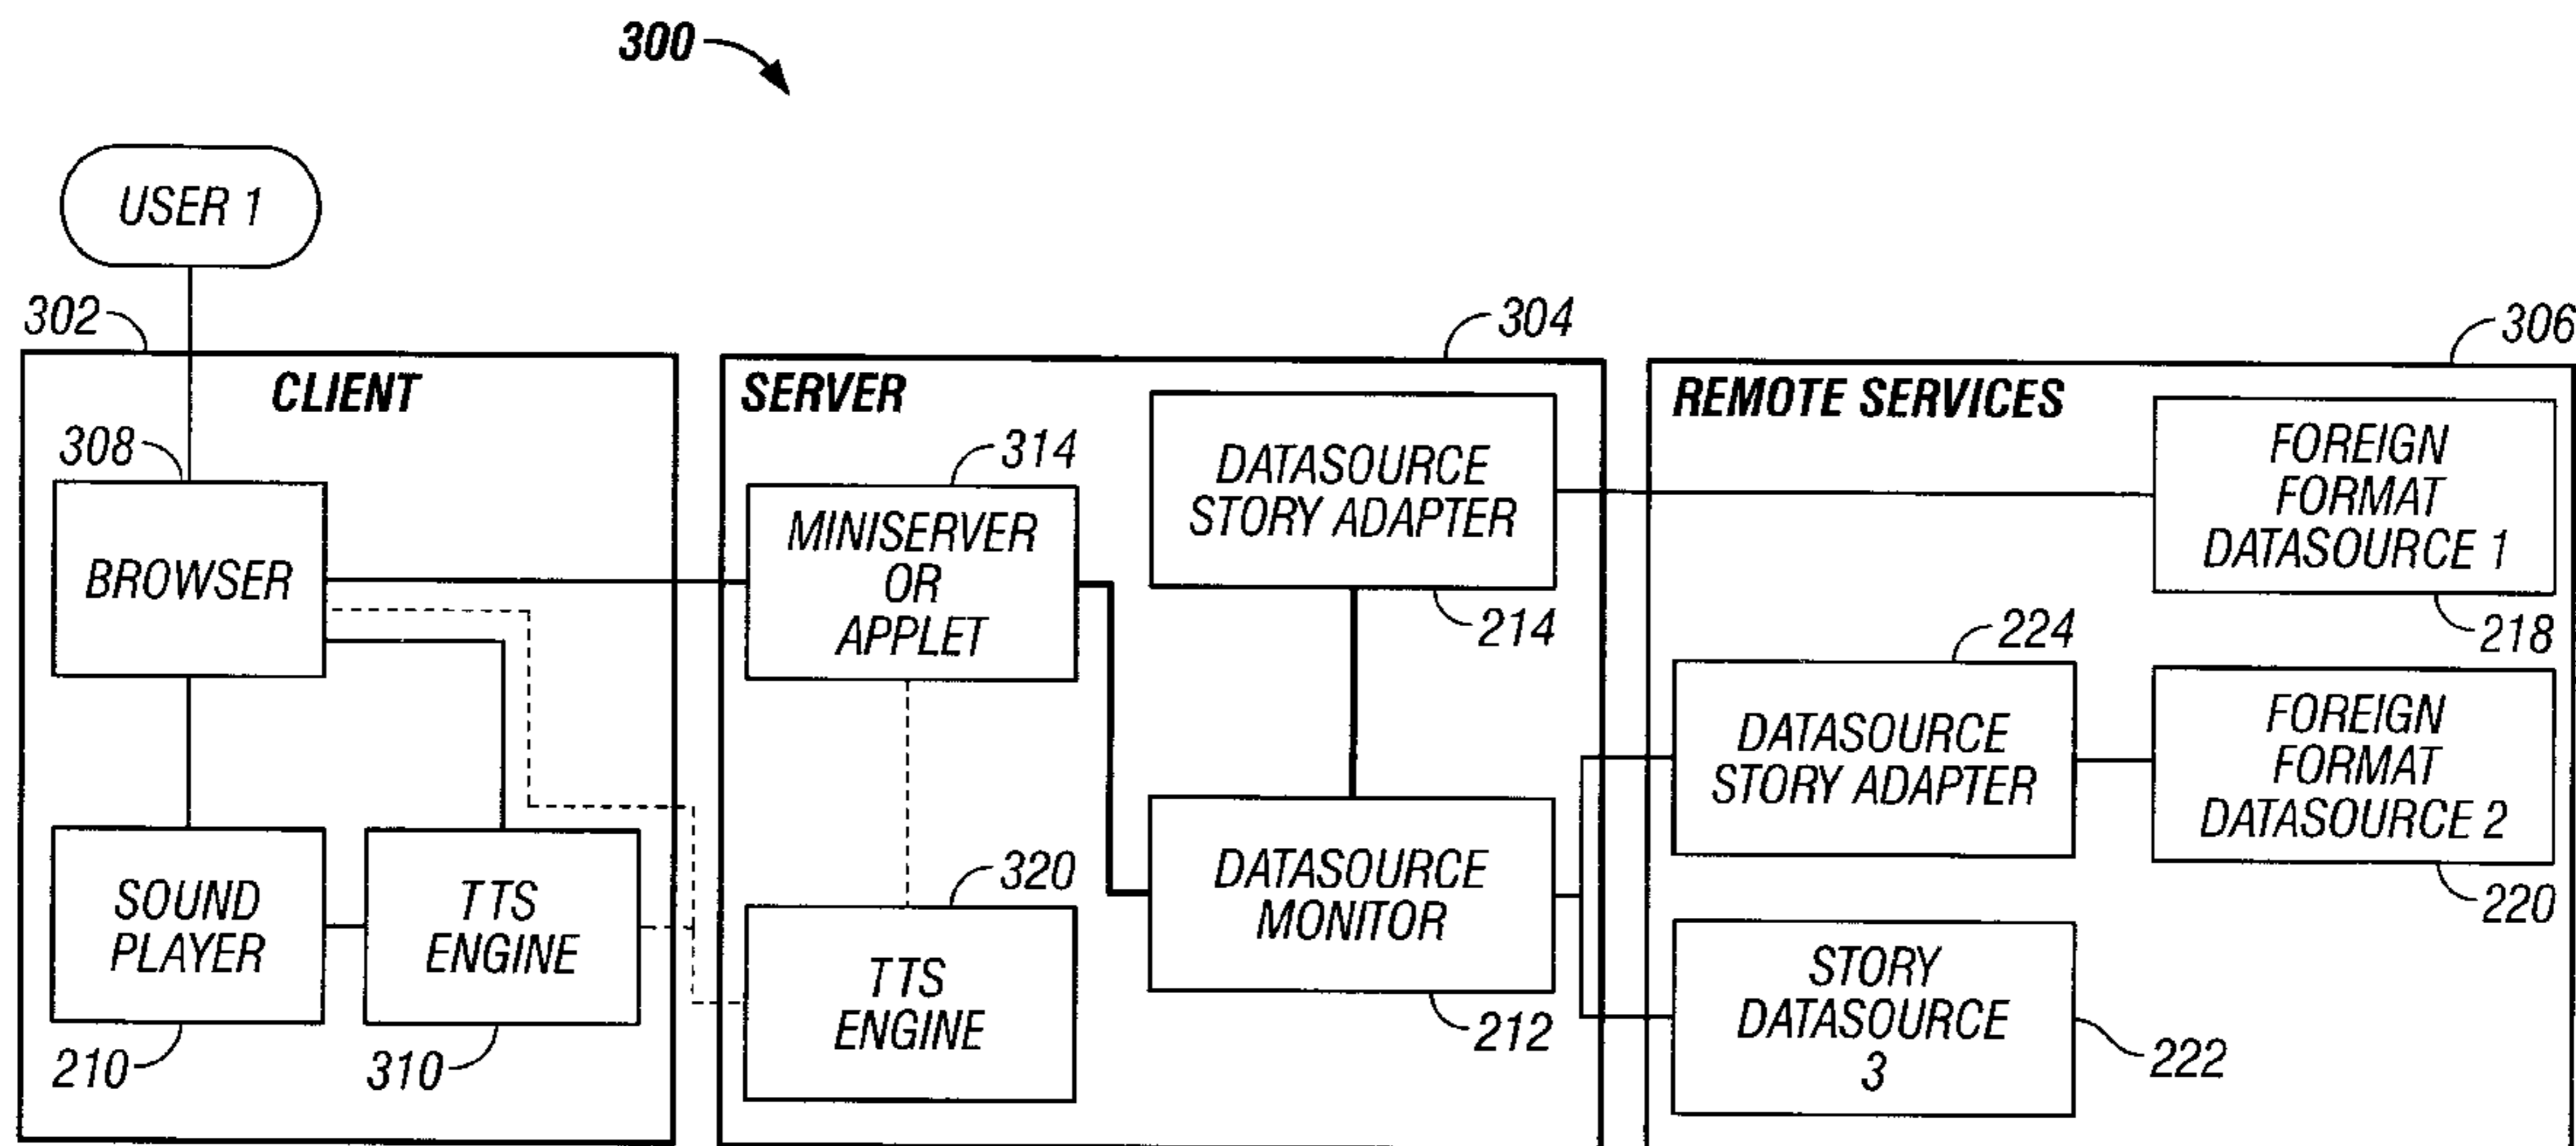 300
USER 1
302
304
306
CLIENT
SERVER
REMOTE SERVICES
308
BROWSER
314
MINISERVER
OR
APPLET
DATASOURCE
STORY ADAPTER
214
FOREIGN
FORMAT
DATASOURCE 1
218
224
DATASOURCE
STORY ADAPTER
FOREIGN
FORMAT
DATASOURCE 2
220
SOUND
PLAYER
210
TTS
ENGINE
310
320
TTS
ENGINE
DATASOURCE
MONITOR
212
STORY
DATASOURCE
3
222